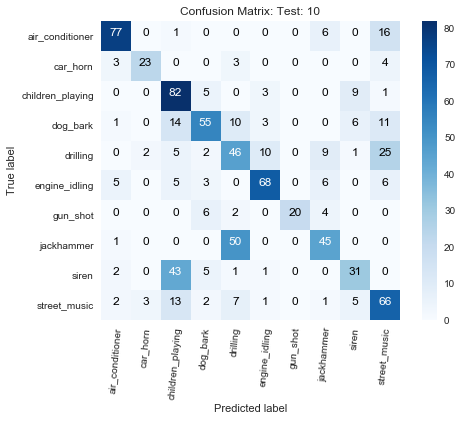 Confusion Matrix: Test: 10
True label
air_conditioner 77 0 1 0 0 0 0 6 0 16
car_horn 3 23 0 0 3 0 0 0 0 4
children_playing 0 0 82 5 0 3 0 0 9 1
dog_bark 1 0 14 55 10 3 0 0 6 11
drilling 0 2 5 2 46 10 0 9 1 25
engine_idling 5 0 5 3 0 68 0 6 0 6
gun_shot 0 0 0 6 2 0 20 4 0 0
jackhammer 1 0 0 0 50 0 0 45 0 0
siren 2 0 43 5 1 1 0 0 31 0
street_music 2 3 13 2 7 1 0 1 5 66
air_conditioner car_horn children_playing dog_bark drilling engine_idling gun_shot jackhammer siren street_music
Predicted label
80
70
60
50
40
30
20
10
0